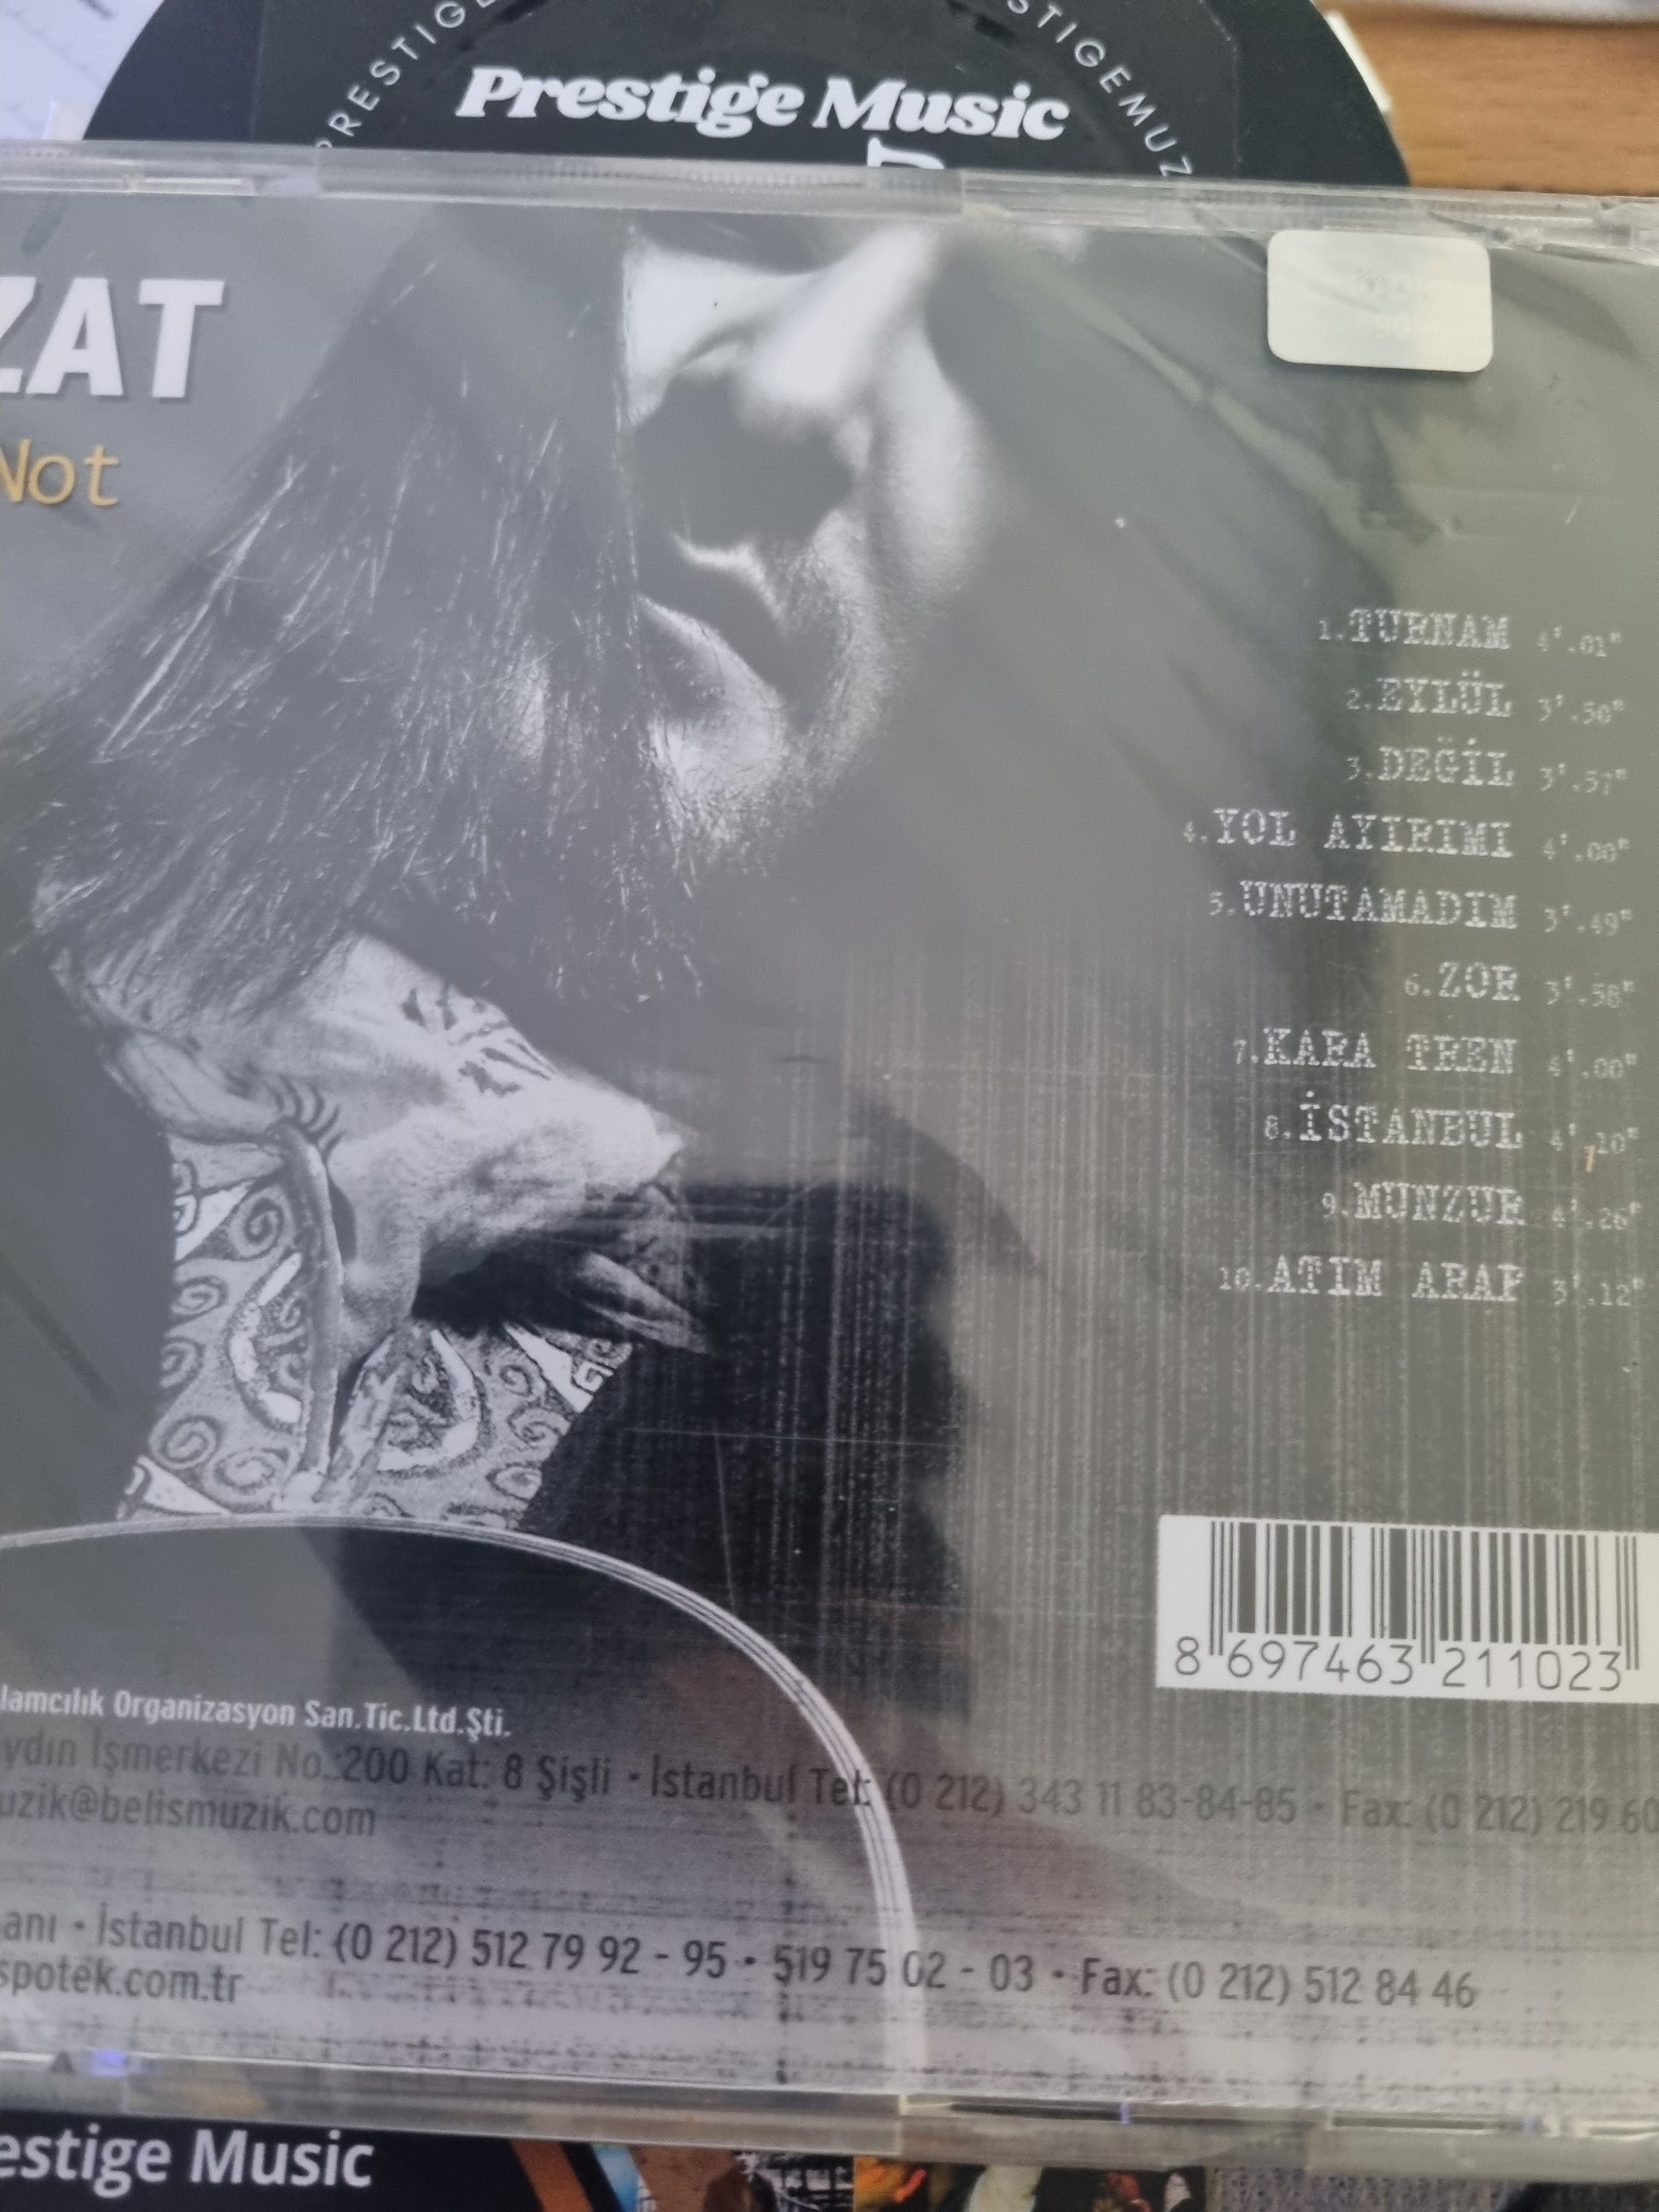 PRESTIGE
STIGEMUZ
Prestige Music
ZAT
Not
1.TURNAM 4'.01"
2.EYLÜL 3'.50"
3.DEĞİL 3'.57"
4.YOL AYIRIMI 4'.00"
5.UNUTAMADIM 3'.49"
6.ZOR 3'.58"
7.KARA TREN 4'.00"
8.İSTANBUL 4'.10"
9.MUNZUR 4'.26"
10.ATIM ARAP 3'.12"
8 697463 211023
lamcılık Organizasyon San.Tic.Ltd.Şti.
ydın İşmerkezi No.:200 Kat: 8 Şişli • İstanbul Tel: (0 212) 343 11 83-84-85 • Fax: (0 212) 219 60
uzik@belismuzik.com
anı • İstanbul Tel: (0 212) 512 79 92 - 95 • 519 75 02 - 03 • Fax: (0 212) 512 84 46
spotek.com.tr
estige Music